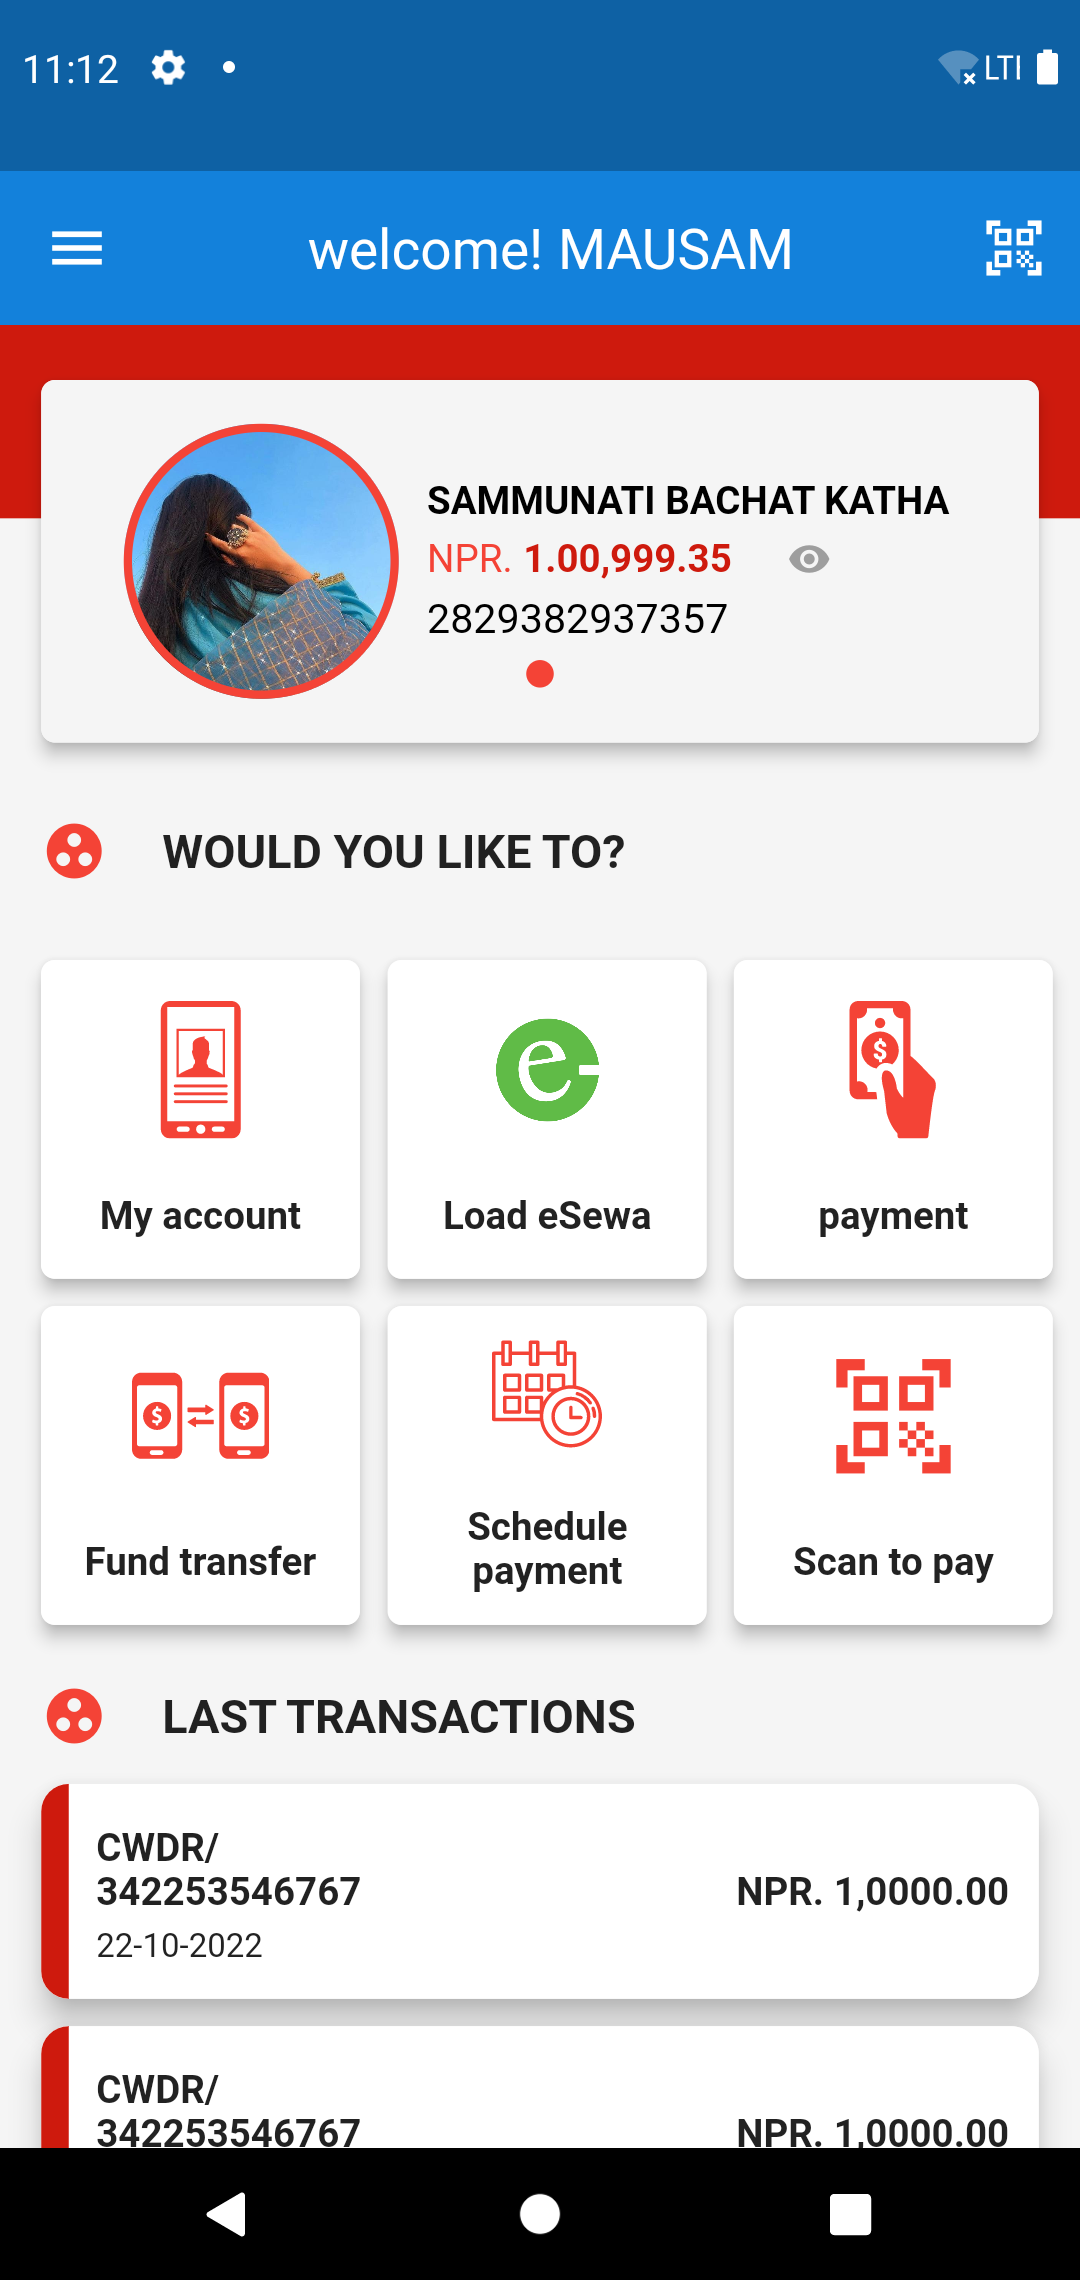 11:12
LTE
welcome! MAUSAM
SAMMUNATI BACHAT KATHA
NPR. 1.00,999.35
2829382937357
WOULD YOU LIKE TO?
My account
Load eSewa
payment
Fund transfer
Schedule
payment
Scan to pay
LAST TRANSACTIONS
CWDR/
342253546767
NPR. 1,0000.00
22-10-2022
CWDR/
342253546767
NPR. 1,0000.00